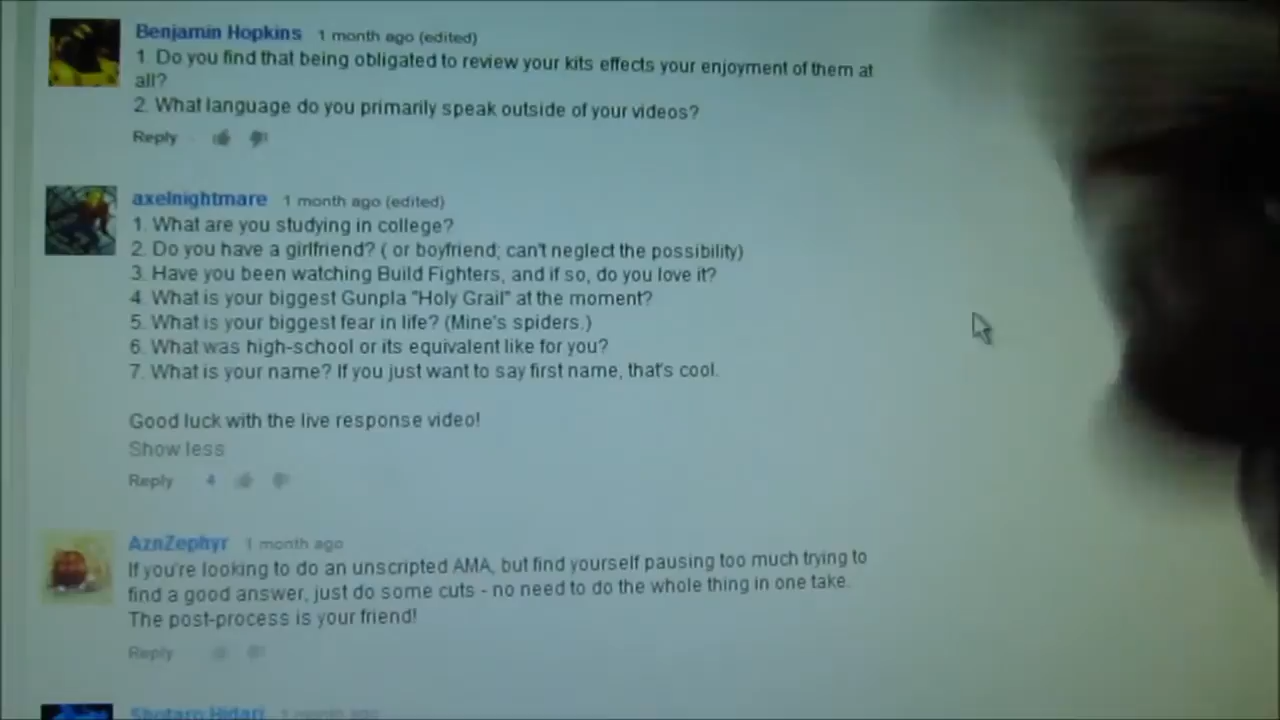 Benjamin Hopkins 1 month ago (edited)
1. Do you find that being obligated to review your kits effects your enjoyment of them at
all?
2. What language do you primarily speak outside of your videos?
Reply
axelnightmare 1 month ago (edited)
1. What are you studying in college?
2. Do you have a girlfriend? ( or boyfriend; can't neglect the possibility)
3. Have you been watching Build Fighters, and if so, do you love it?
4. What is your biggest Gunpla "Holy Grail" at the moment?
5. What is your biggest fear in life? (Mine's spiders.)
6. What was high-school or its equivalent like for you?
7. What is your name? If you just want to say first name, that's cool.
Good luck with the live response video!
Show less
Reply 4
AznZephyr 1 month ago
If you're looking to do an unscripted AMA, but find yourself pausing too much trying to
find a good answer, just do some cuts - no need to do the whole thing in one take.
The post-process is your friend!
Reply
Shotaro Hidari 1 month ago